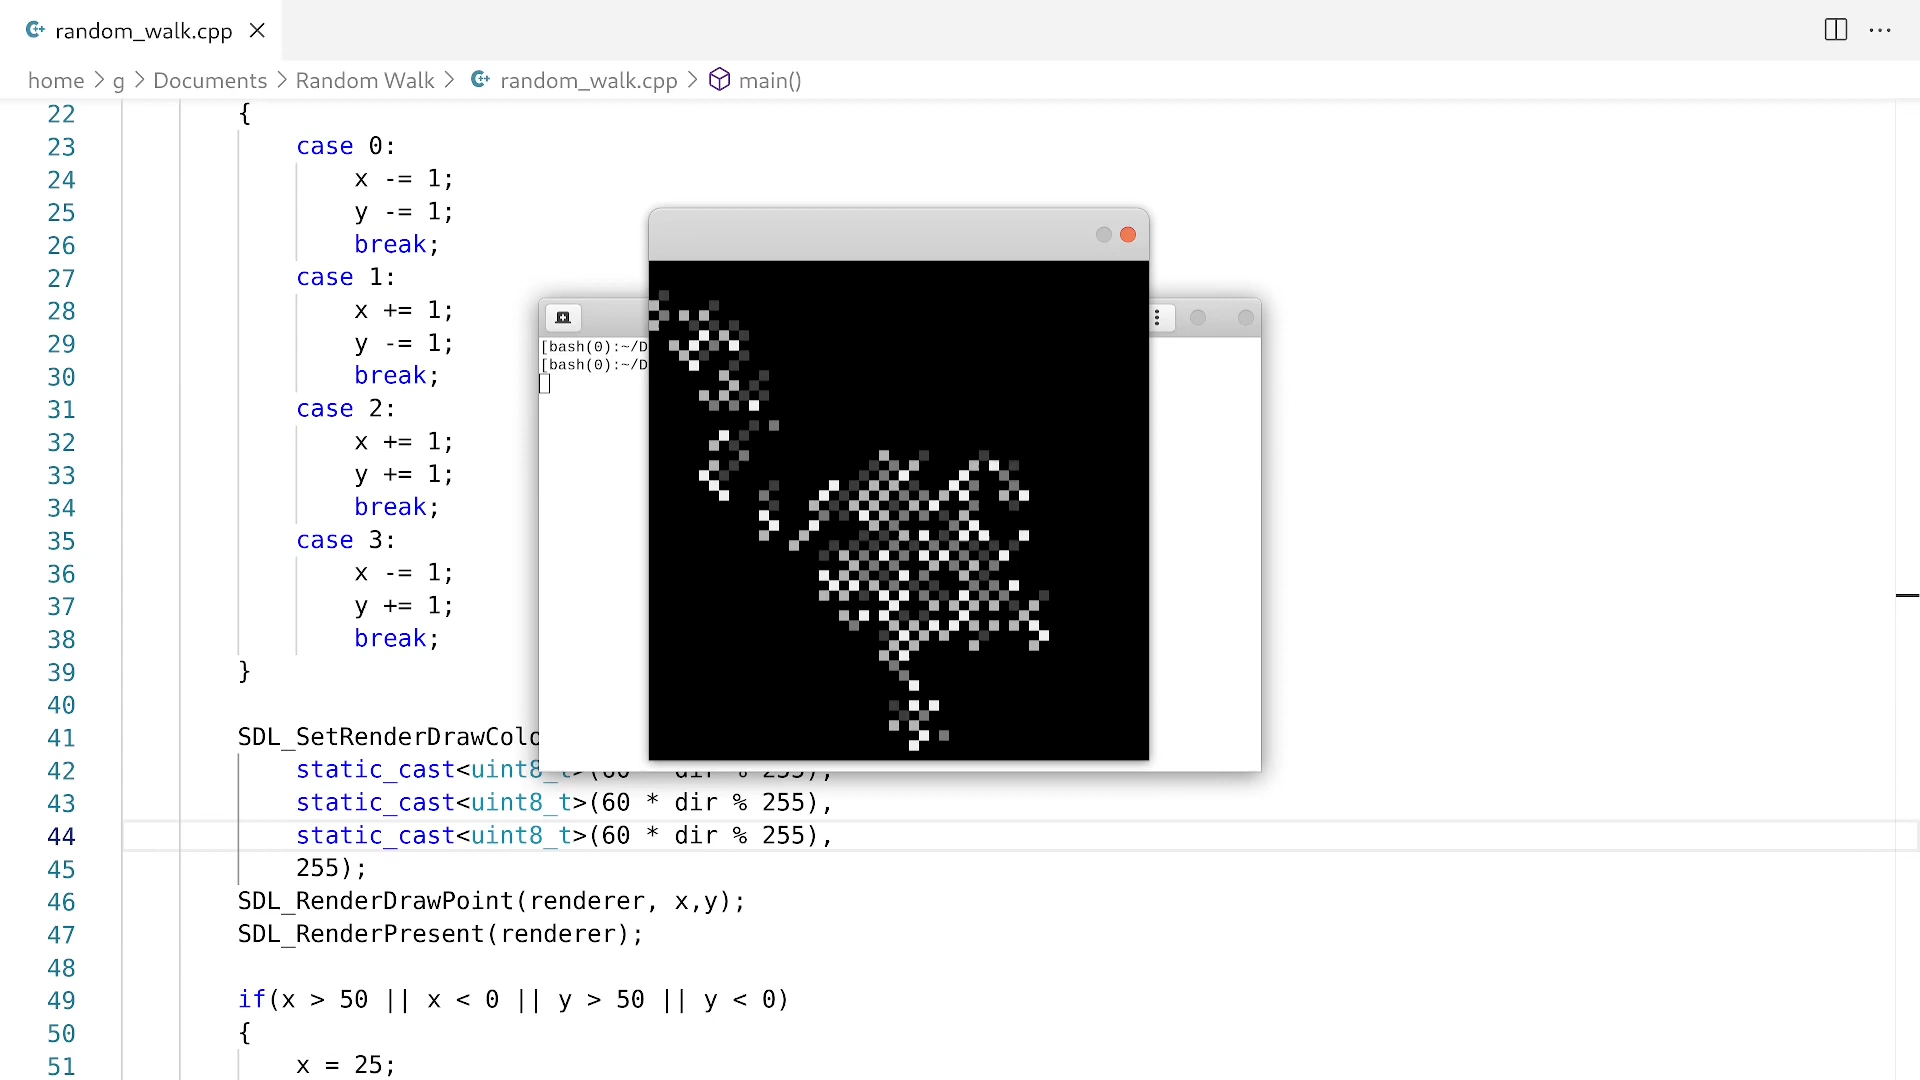 random_walk.cpp
home > g > Documents > Random Walk > random_walk.cpp > main()
22 {
23 case 0:
24 x -= 1;
25 y -= 1;
26 break;
27 case 1:
28 x += 1;
29 y -= 1;
30 break;
31 case 2:
32 x += 1;
33 y += 1;
34 break;
35 case 3:
36 x -= 1;
37 y += 1;
38 break;
39 }
40
41 SDL_SetRenderDrawColo
42 static_cast<uint8_t>(60 * dir % 255),
43 static_cast<uint8_t>(60 * dir % 255),
44 static_cast<uint8_t>(60 * dir % 255),
45 255);
46 SDL_RenderDrawPoint(renderer, x,y);
47 SDL_RenderPresent(renderer);
48
49 if(x > 50 || x < 0 || y > 50 || y < 0)
50 {
51 x = 25;
[bash(0):~/D
[bash(0):~/D